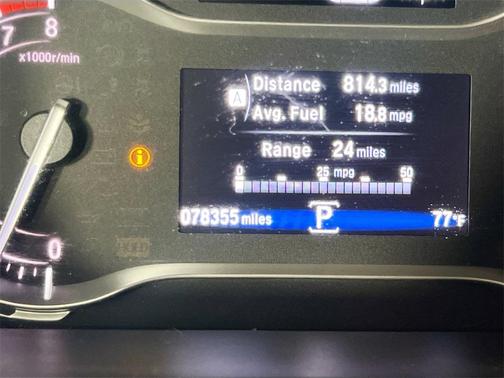 7 8
x1000r/min
A
Distance 814.3 miles
Avg. Fuel 18.8 mpg
Range 24 miles
0 25 mpg 50
i
078355 miles P 77°F
0